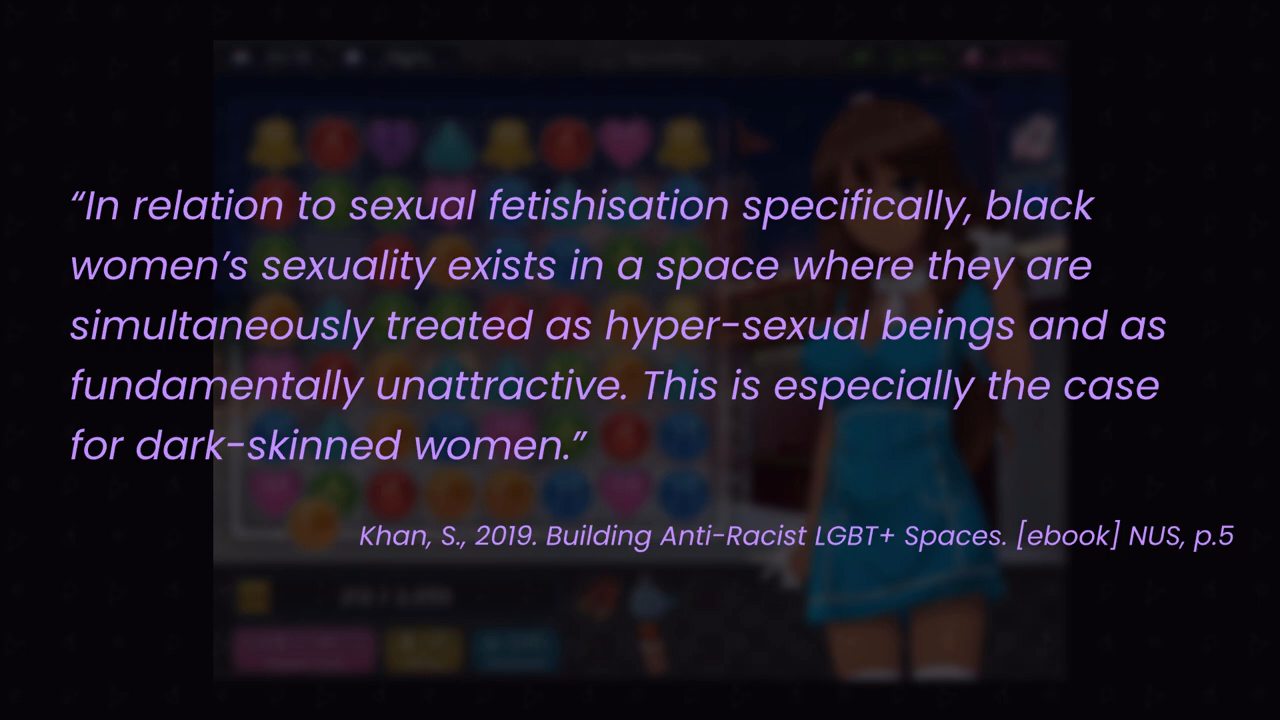 “In relation to sexual fetishisation specifically, black
women’s sexuality exists in a space where they are
simultaneously treated as hyper-sexual beings and as
fundamentally unattractive. This is especially the case
for dark-skinned women.”
Khan, S., 2019. Building Anti-Racist LGBT+ Spaces. [ebook] NUS, p.5